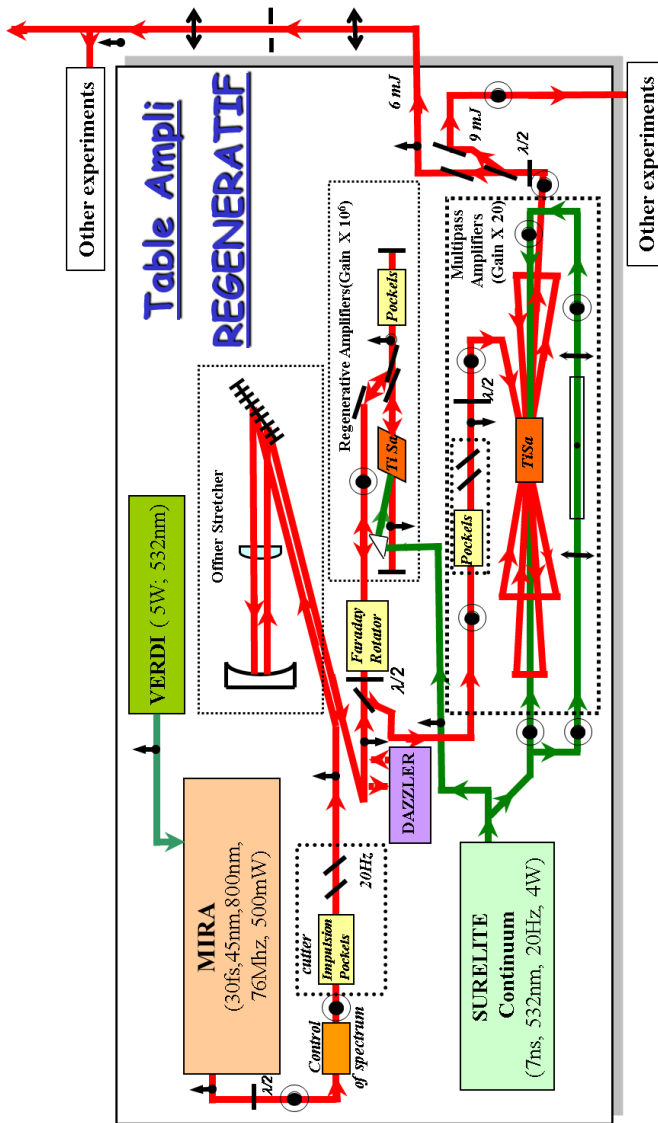 Other experiments
Table Ampli
REGENERATIF
6 mJ
9 mJ
λ/2
Other experiments
VERDI ( 5W; 532nm)
Offner Stretcher
Regenerative Amplifiers(Gain X 10⁶)
Pockels
Ti Sa
Multipass
Amplifiers
(Gain X 20)
λ/2
Pockels
TiSa
Faraday
Rotator
λ/2
DAZZLER
MIRA
(30fs,45nm,800nm,
76Mhz, 500mW)
20Hz
cutter
Impulsion
Pockels
λ/2
Control
of spectrum
SURELITE
Continuum
(7ns, 532nm, 20Hz, 4W)